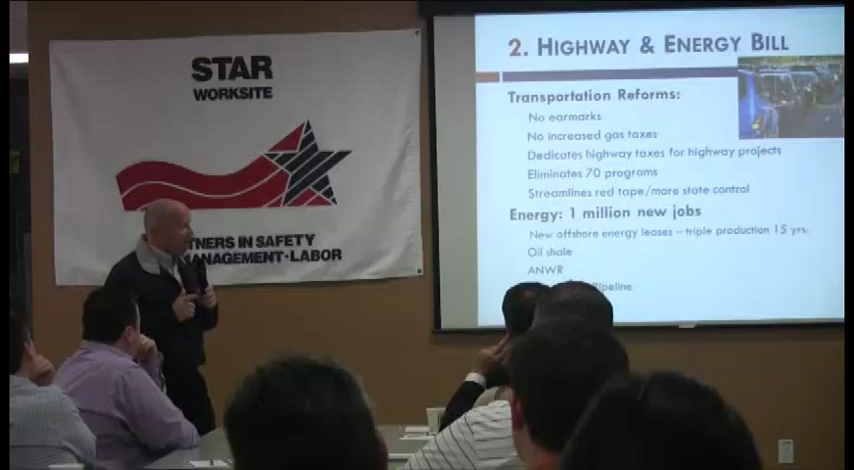 STAR
WORKSITE
TNERS IN SAFETY
ANAGEMENT·LABOR
2. HIGHWAY & ENERGY BILL
Transportation Reforms:
No earmarks
No increased gas taxes
Dedicates highway taxes for highway projects
Eliminates 70 programs
Streamlines red tape/more state control
Energy: 1 million new jobs
New offshore energy leases – triple production 15 yrs.
Oil shale
ANWR
Pipeline